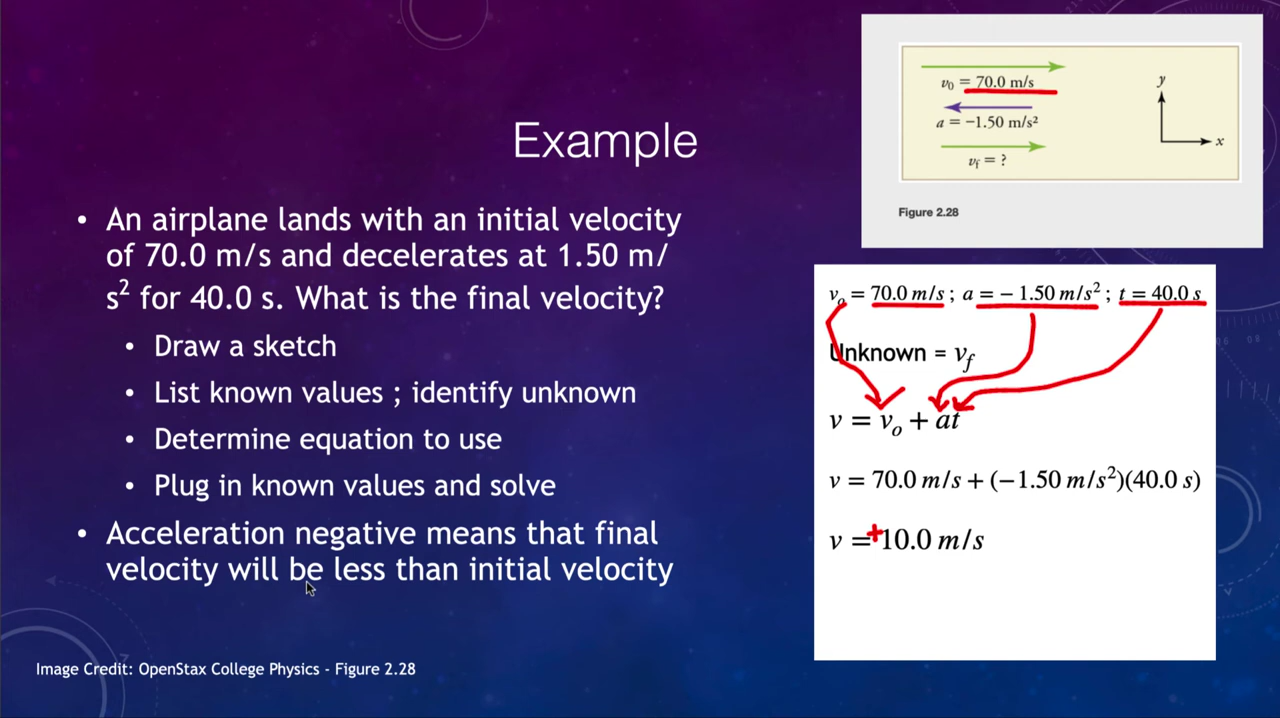 Example
• An airplane lands with an initial velocity
of 70.0 m/s and decelerates at 1.50 m/
s² for 40.0 s. What is the final velocity?
• Draw a sketch
• List known values ; identify unknown
• Determine equation to use
• Plug in known values and solve
• Acceleration negative means that final
velocity will be less than initial velocity
Image Credit: OpenStax College Physics - Figure 2.28
v₀ = 70.0 m/s
a = −1.50 m/s²
v_f = ?
y
x
Figure 2.28
vₒ = 70.0 m/s ; a = − 1.50 m/s² ; t = 40.0 s
Unknown = v_f
v = vₒ + at
v = 70.0 m/s + (−1.50 m/s²)(40.0 s)
v = +10.0 m/s